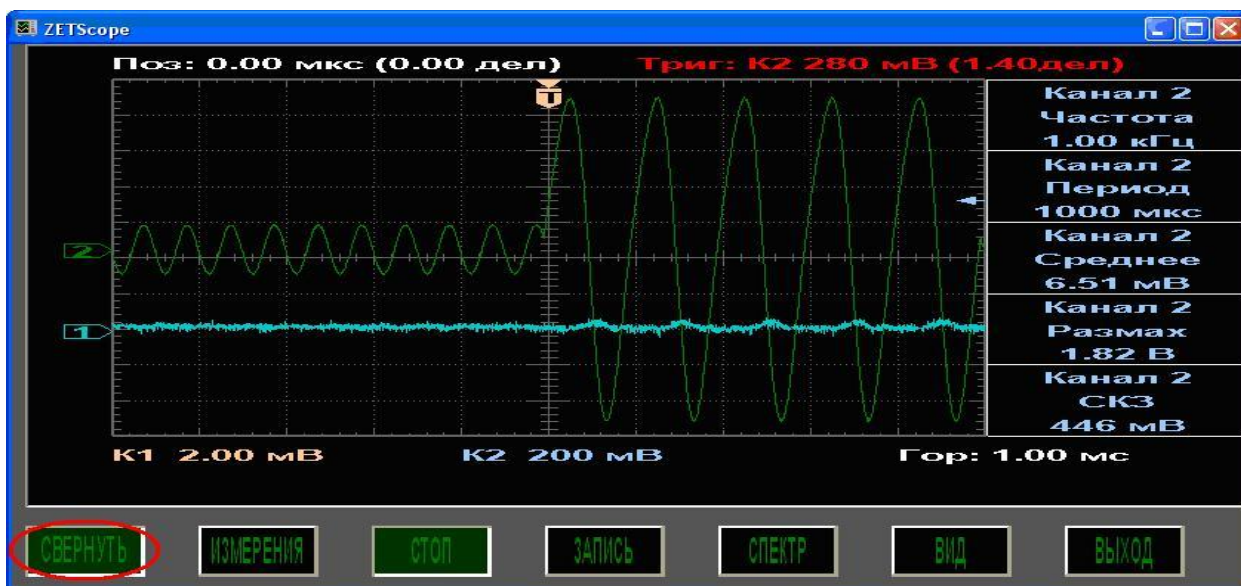 ZETScope
Поз: 0.00 мкс (0.00 дел) Триг: К2 280 мВ (1.40дел)
T
Канал 2
Частота
1.00 кГц
Канал 2
Период
1000 мкс
2
Канал 2
Среднее
6.51 мВ
1
Канал 2
Размах
1.82 В
Канал 2
СКЗ
446 мВ
К1 2.00 мВ К2 200 мВ Гор: 1.00 мс
СВЕРНУТЬ ИЗМЕРЕНИЯ СТОП ЗАПИСЬ СПЕКТР ВИД ВЫХОД